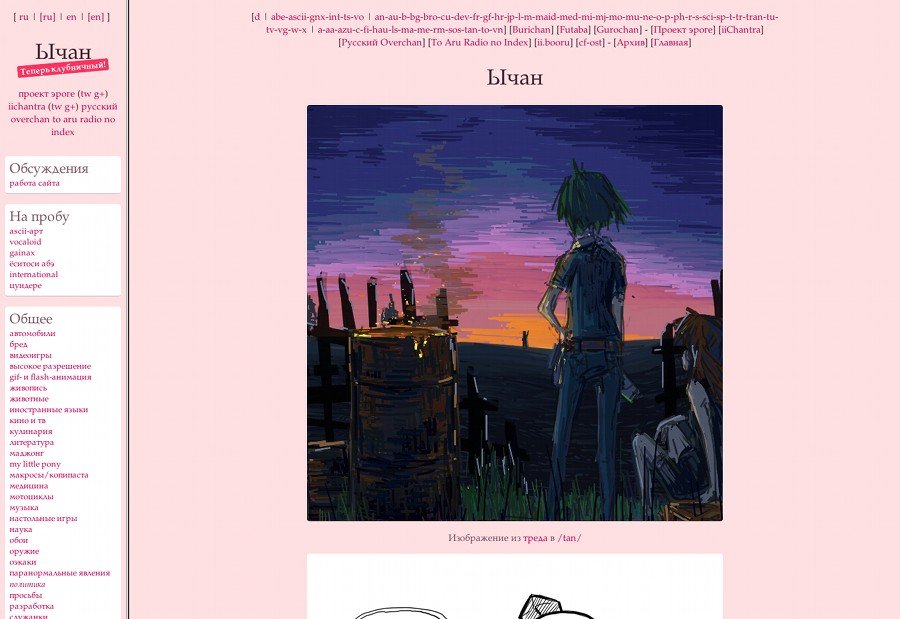 [ ru | [ru] | en | [en] ]
Ычан
Теперь клубничный!
проект эроге (tw g+)
iichantra (tw g+) русский
overchan to aru radio no
index
Обсуждения
работа сайта
На пробу
ascii-арт
vocaloid
gainax
ёситоси абэ
international
цундере
Общее
автомобили
бред
видеоигры
высокое разрешение
gif- и flash-анимация
живопись
животные
иностранные языки
кино и тв
кулинария
литература
маджонг
my little pony
макросы/копипаста
медицина
мотоциклы
музыка
настольные игры
наука
обои
оружие
оэкаки
паранормальные явления
политика
просьбы
разработка
служанки
[d | abe-ascii-gnx-int-ts-vo | an-au-b-bg-bro-cu-dev-fr-gf-hr-jp-l-m-maid-med-mi-mj-mo-mu-ne-o-p-ph-r-s-sci-sp-t-tr-tran-tu-
tv-vg-w-x | a-aa-azu-c-fi-hau-ls-ma-me-rm-sos-tan-to-vn] [Burichan] [Futaba] [Gurochan] - [Проект эроге] [iiChantra]
[Русский Overchan] [To Aru Radio no Index] [ii.booru] [cf-ost] - [Архив] [Главная]
Ычан
Изображение из треда в /tan/